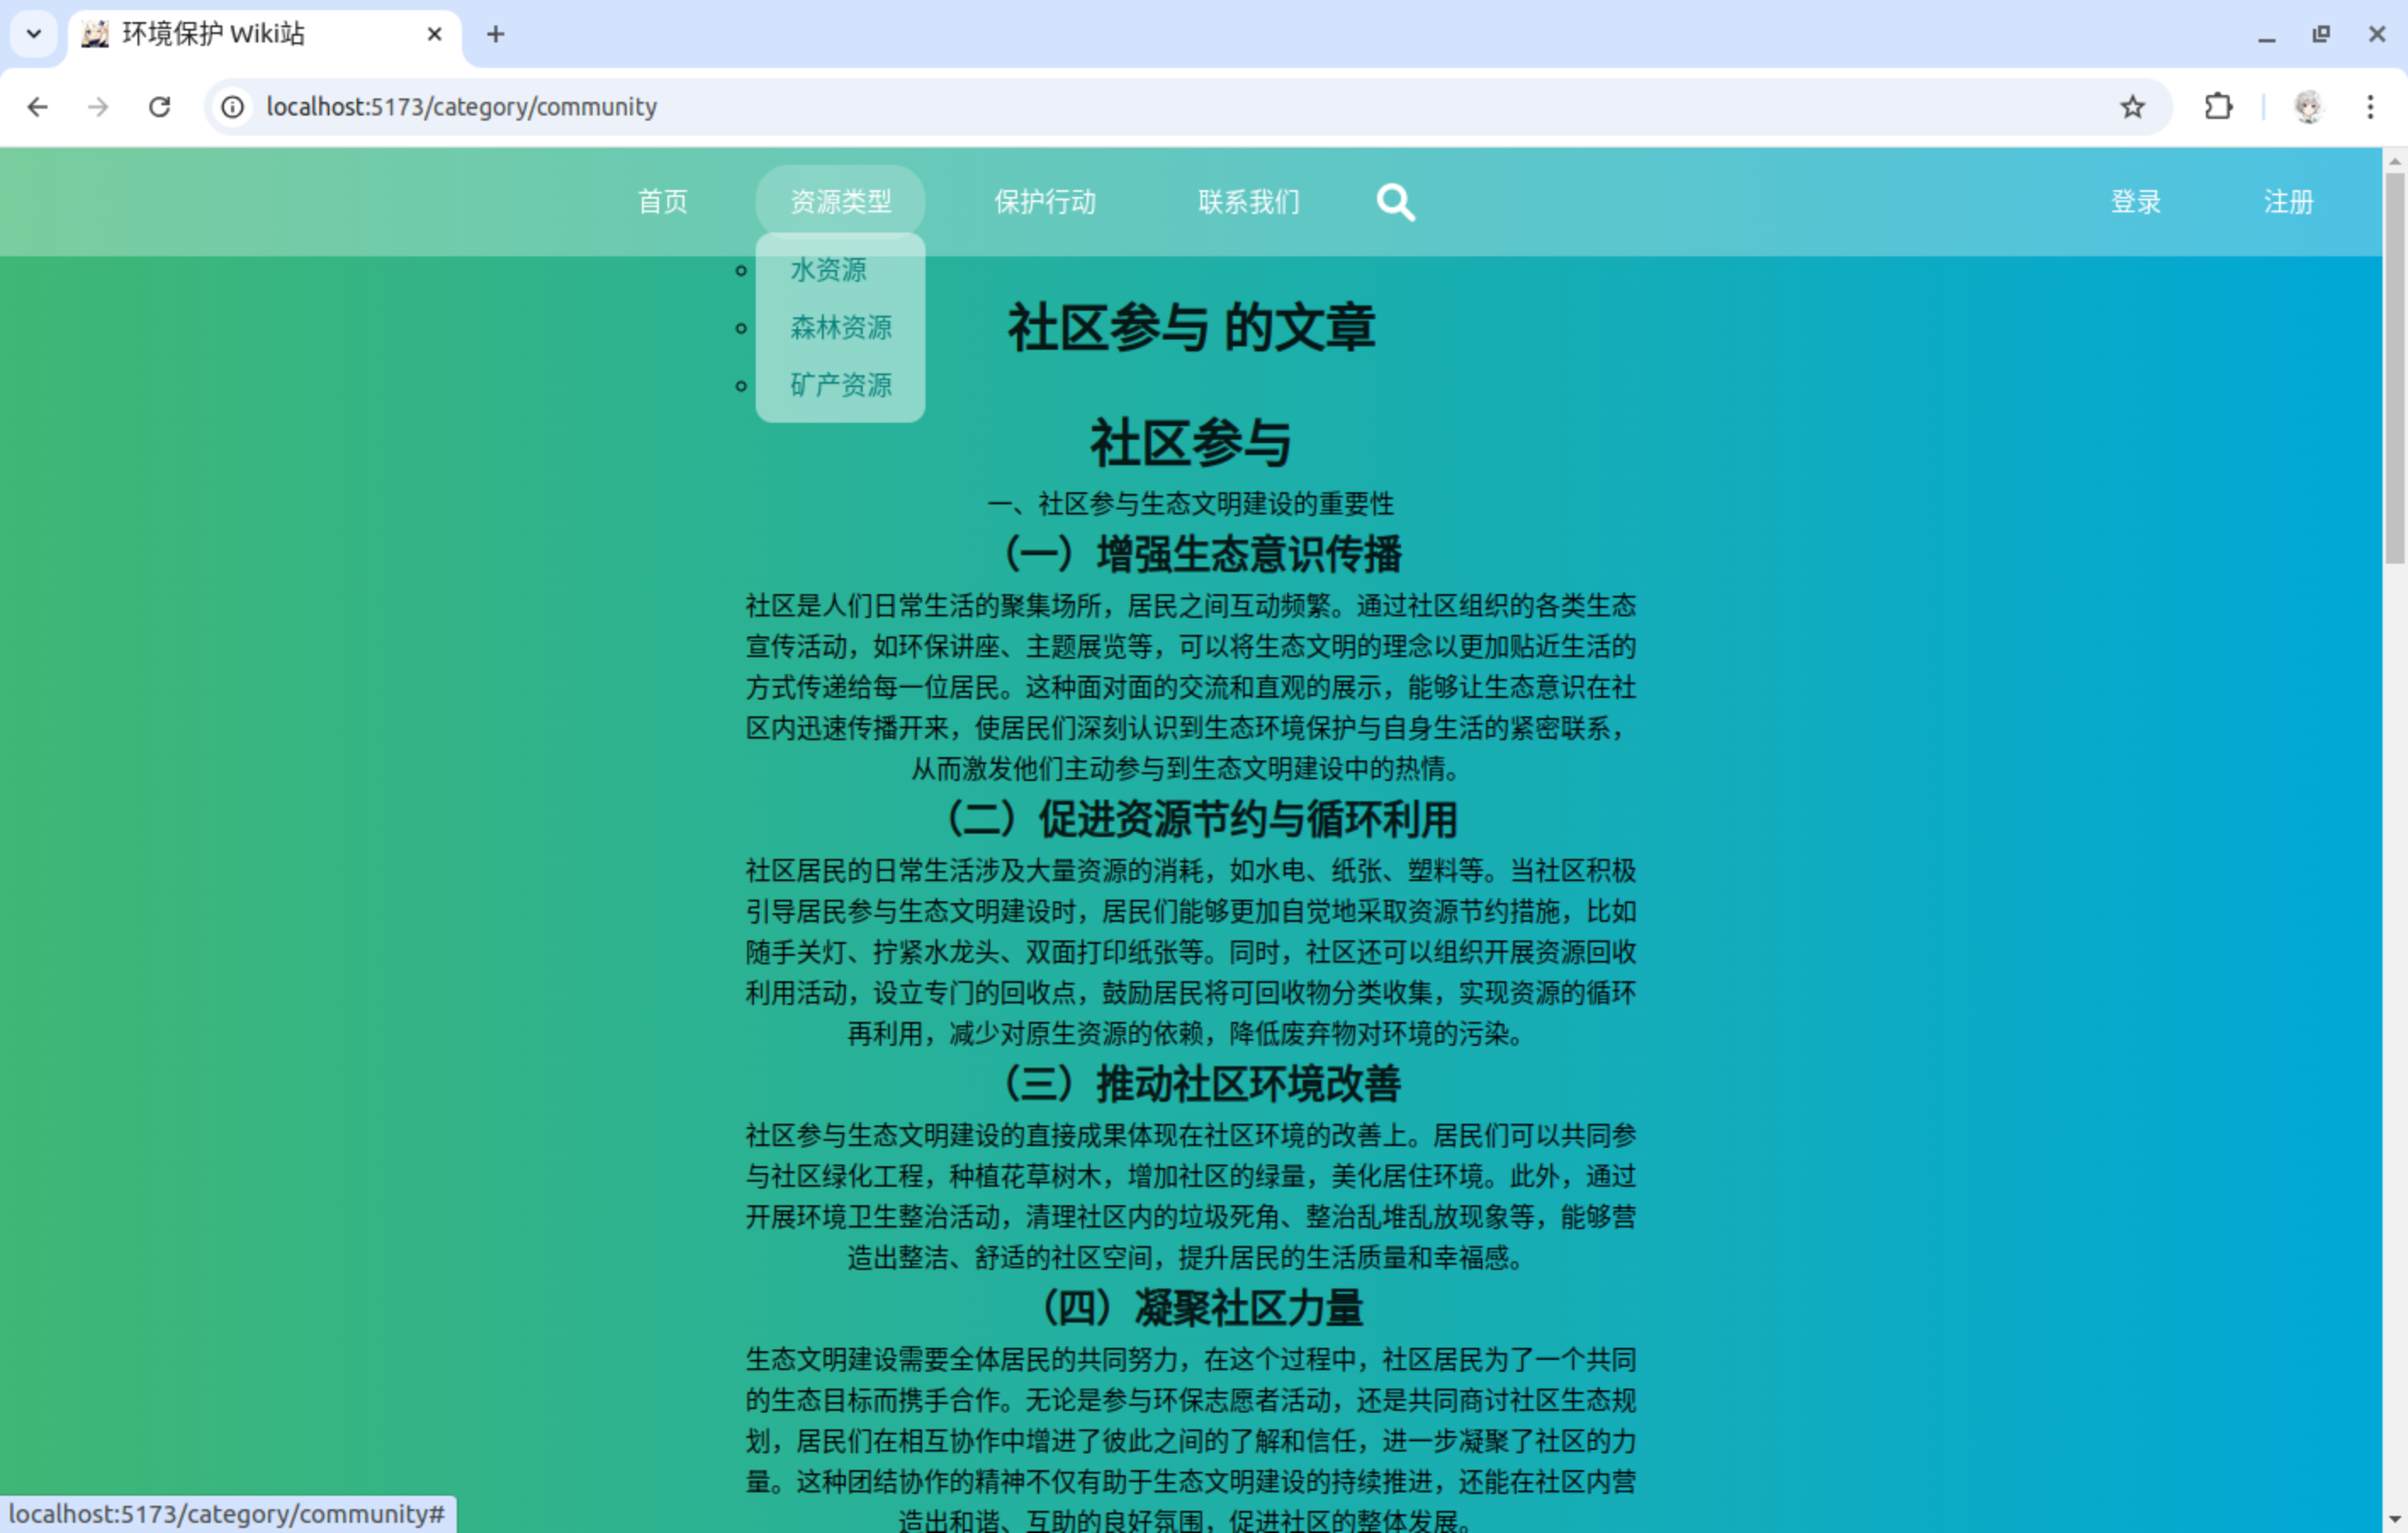 环境保护 Wiki站
localhost:5173/category/community
首页
资源类型
保护行动
联系我们
登录
注册
水资源
森林资源
矿产资源
社区参与 的文章
社区参与
一、社区参与生态文明建设的重要性
（一）增强生态意识传播
社区是人们日常生活的聚集场所，居民之间互动频繁。通过社区组织的各类生态
宣传活动，如环保讲座、主题展览等，可以将生态文明的理念以更加贴近生活的
方式传递给每一位居民。这种面对面的交流和直观的展示，能够让生态意识在社
区内迅速传播开来，使居民们深刻认识到生态环境保护与自身生活的紧密联系，
从而激发他们主动参与到生态文明建设中的热情。
（二）促进资源节约与循环利用
社区居民的日常生活涉及大量资源的消耗，如水电、纸张、塑料等。当社区积极
引导居民参与生态文明建设时，居民们能够更加自觉地采取资源节约措施，比如
随手关灯、拧紧水龙头、双面打印纸张等。同时，社区还可以组织开展资源回收
利用活动，设立专门的回收点，鼓励居民将可回收物分类收集，实现资源的循环
再利用，减少对原生资源的依赖，降低废弃物对环境的污染。
（三）推动社区环境改善
社区参与生态文明建设的直接成果体现在社区环境的改善上。居民们可以共同参
与社区绿化工程，种植花草树木，增加社区的绿量，美化居住环境。此外，通过
开展环境卫生整治活动，清理社区内的垃圾死角、整治乱堆乱放现象等，能够营
造出整洁、舒适的社区空间，提升居民的生活质量和幸福感。
（四）凝聚社区力量
生态文明建设需要全体居民的共同努力，在这个过程中，社区居民为了一个共同
的生态目标而携手合作。无论是参与环保志愿者活动，还是共同商讨社区生态规
划，居民们在相互协作中增进了彼此之间的了解和信任，进一步凝聚了社区的力
量。这种团结协作的精神不仅有助于生态文明建设的持续推进，还能在社区内营
造出和谐、互助的良好氛围，促进社区的整体发展。
localhost:5173/category/community#